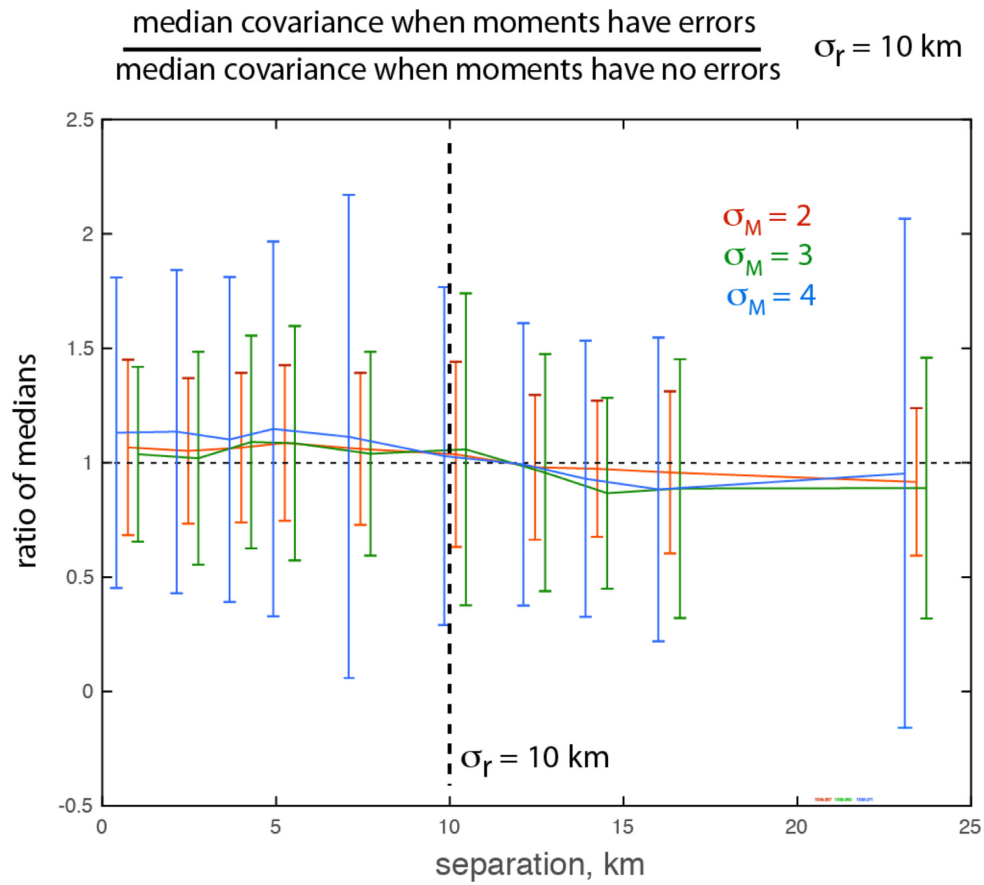 median covariance when moments have errors
median covariance when moments have no errors
σr = 10 km
2.5
2
1.5
1
0.5
0
-0.5
ratio of medians
σM = 2
σM = 3
σM = 4
σr = 10 km
0 5 10 15 20 25
separation, km